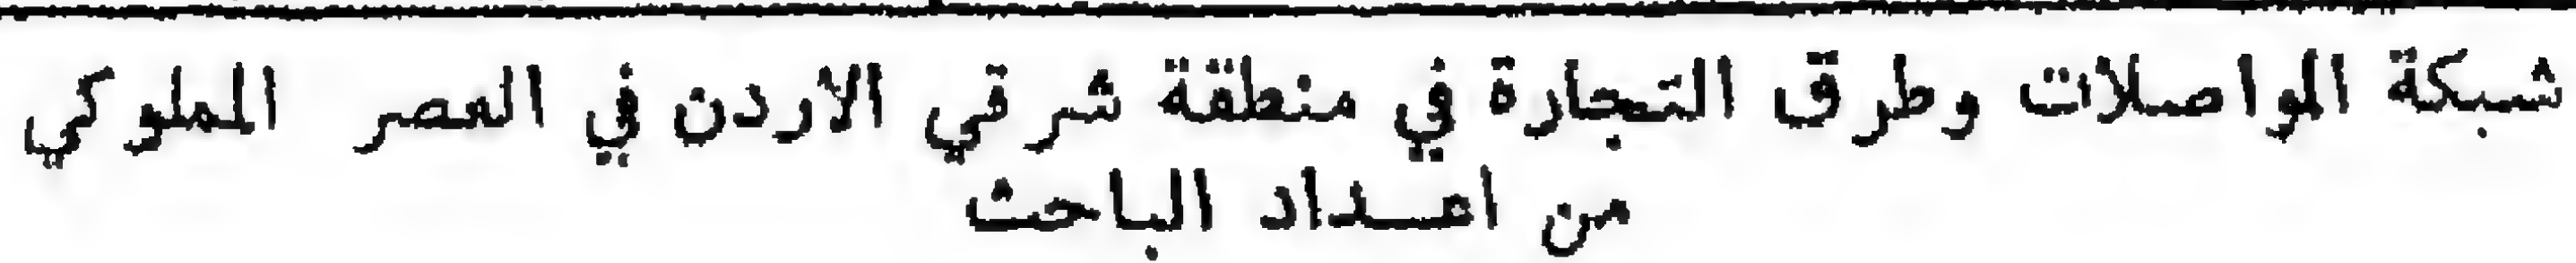 شبكة المواصلات وطرق التجارة في منطقة شرقي الاردن في العصر المملوكي
من اعداد الباحث